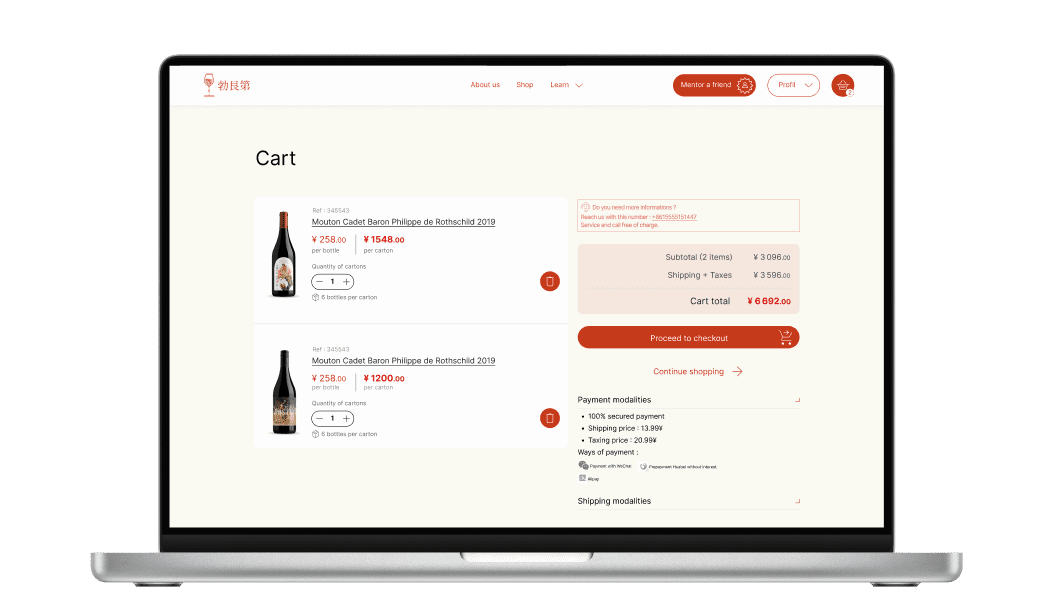 勃艮第
About us Shop Learn
Mentor a friend
Profil
2
Cart
Ref : 345543
Mouton Cadet Baron Philippe de Rothschild 2019
¥ 258.00 ¥ 1548.00
per bottle per carton
Quantity of cartons
1
6 bottles per carton
Ref : 345543
Mouton Cadet Baron Philippe de Rothschild 2019
¥ 258.00 ¥ 1200.00
per bottle per carton
Quantity of cartons
1
6 bottles per carton
Do you need more informations ?
Reach us with this number : +8615555151447
Service and call free of charge.
Subtotal (2 items) ¥ 3 096.00
Shipping + Taxes ¥ 3 596.00
Cart total ¥ 6 692.00
Proceed to checkout
Continue shopping
Payment modalities
• 100% secured payment
• Shipping price : 13.99¥
• Taxing price : 20.99¥
Ways of payment :
Payment with WeChat Prepayment Huabei without interest
Alipay
Shipping modalities